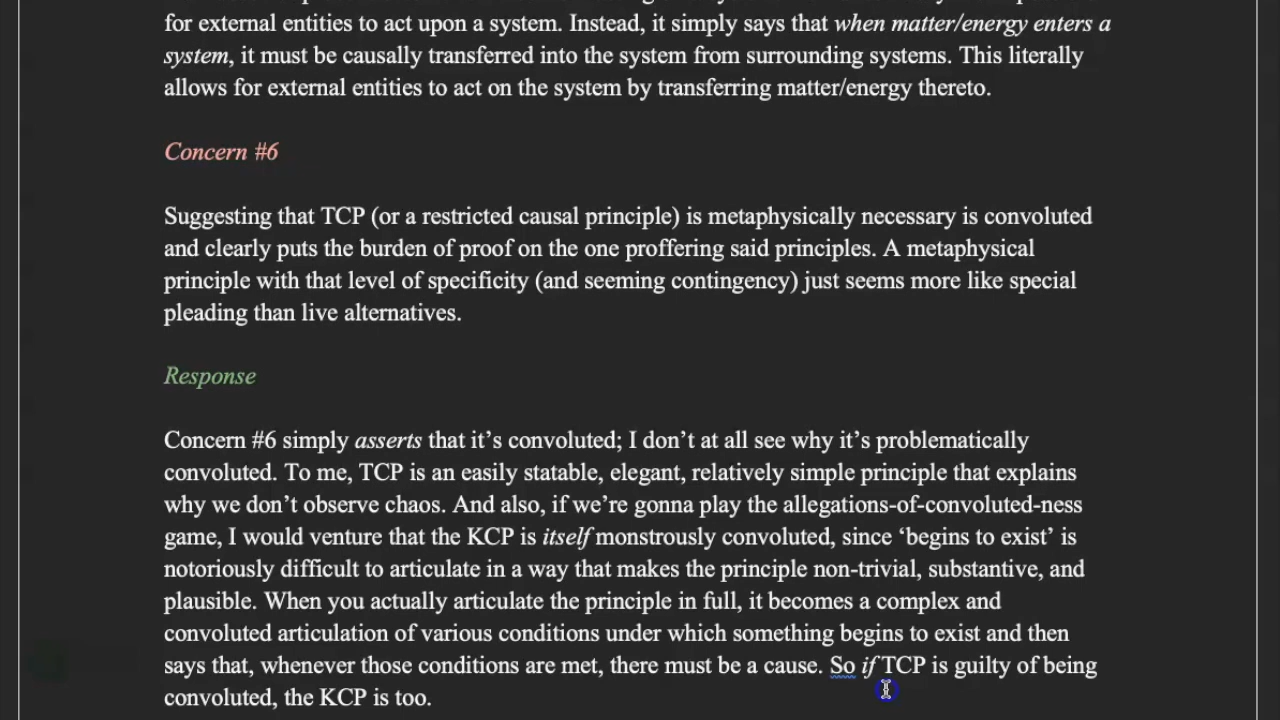 for external entities to act upon a system. Instead, it simply says that when matter/energy enters a
system, it must be causally transferred into the system from surrounding systems. This literally
allows for external entities to act on the system by transferring matter/energy thereto.
Concern #6
Suggesting that TCP (or a restricted causal principle) is metaphysically necessary is convoluted
and clearly puts the burden of proof on the one proffering said principles. A metaphysical
principle with that level of specificity (and seeming contingency) just seems more like special
pleading than live alternatives.
Response
Concern #6 simply asserts that it’s convoluted; I don’t at all see why it’s problematically
convoluted. To me, TCP is an easily statable, elegant, relatively simple principle that explains
why we don’t observe chaos. And also, if we’re gonna play the allegations-of-convoluted-ness
game, I would venture that the KCP is itself monstrously convoluted, since ‘begins to exist’ is
notoriously difficult to articulate in a way that makes the principle non-trivial, substantive, and
plausible. When you actually articulate the principle in full, it becomes a complex and
convoluted articulation of various conditions under which something begins to exist and then
says that, whenever those conditions are met, there must be a cause. So if TCP is guilty of being
convoluted, the KCP is too.